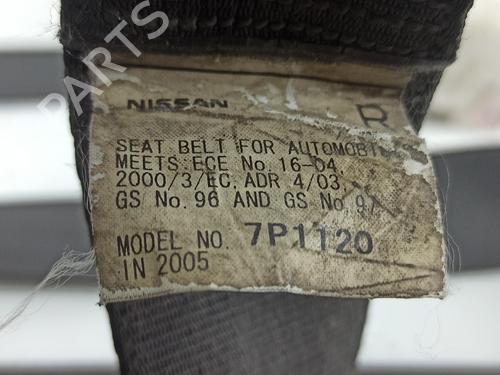 PARTS
NISSAN R
SEAT BELT FOR
MEETS: ECE No. 16-04
2000/3/EC, ADR 4/03,
GS No. 96 AND GS No. 97
MODEL NO. 7P1120
IN 2005